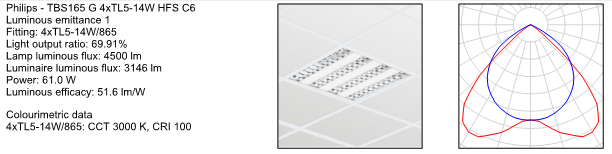 Philips - TBS165 G 4xTL5-14W HFS C6
Luminous emittance 1
Fitting: 4xTL5-14W/865
Light output ratio: 69.91%
Lamp luminous flux: 4500 lm
Luminaire luminous flux: 3146 lm
Power: 61.0 W
Luminous efficacy: 51.6 lm/W
Colourimetric data
4xTL5-14W/865: CCT 3000 K, CRI 100